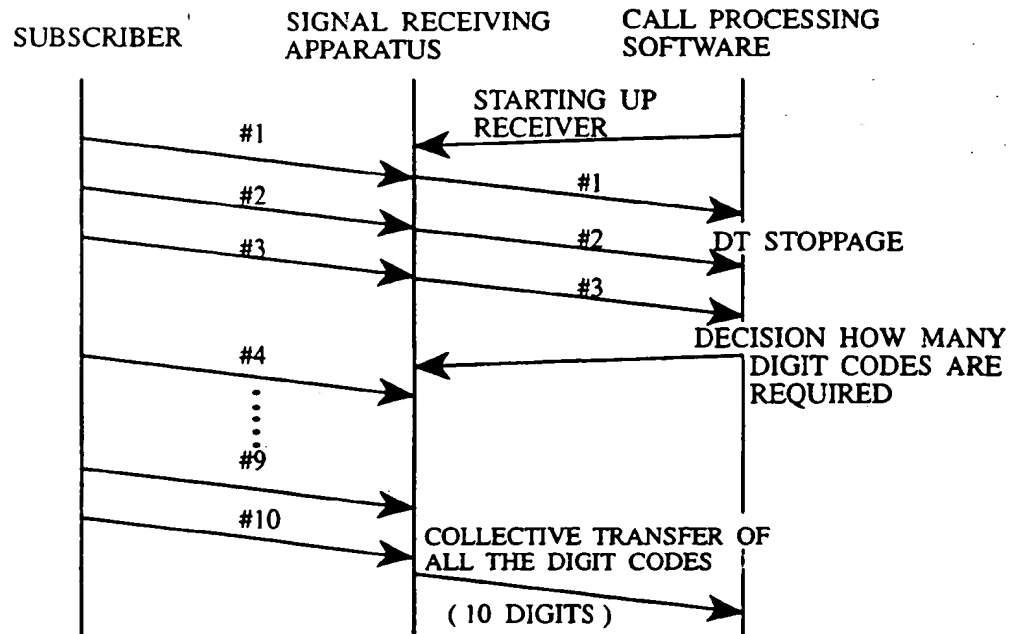 SUBSCRIBER
SIGNAL RECEIVING
APPARATUS
CALL PROCESSING
SOFTWARE
STARTING UP
RECEIVER
#1
#1
#2
#2
DT STOPPAGE
#3
#3
DECISION HOW MANY
DIGIT CODES ARE
REQUIRED
#4
#9
#10
COLLECTIVE TRANSFER OF
ALL THE DIGIT CODES
( 10 DIGITS )